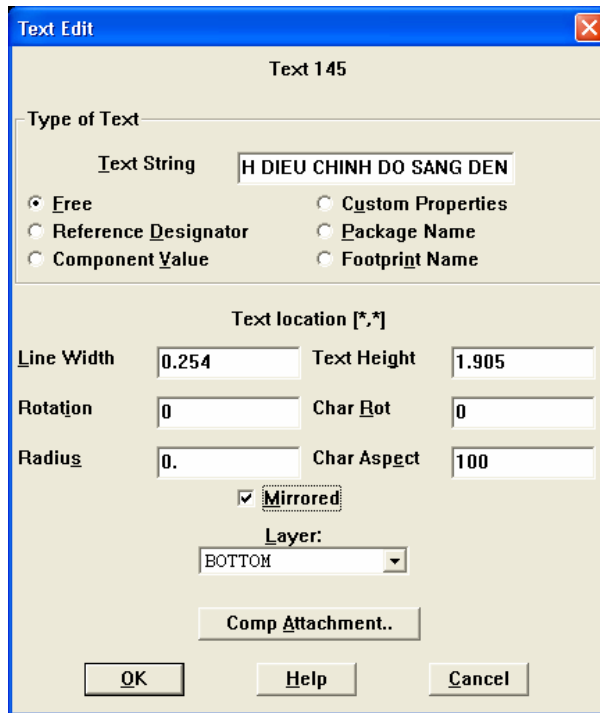 Text Edit
Text 145
Type of Text
Text String H DIEU CHINH DO SANG DEN
Free Custom Properties
Reference Designator Package Name
Component Value Footprint Name
Text location [*,*]
Line Width 0.254 Text Height 1.905
Rotation 0 Char Rot 0
Radius 0. Char Aspect 100
Mirrored
Layer:
BOTTOM
Comp Attachment..
OK Help Cancel